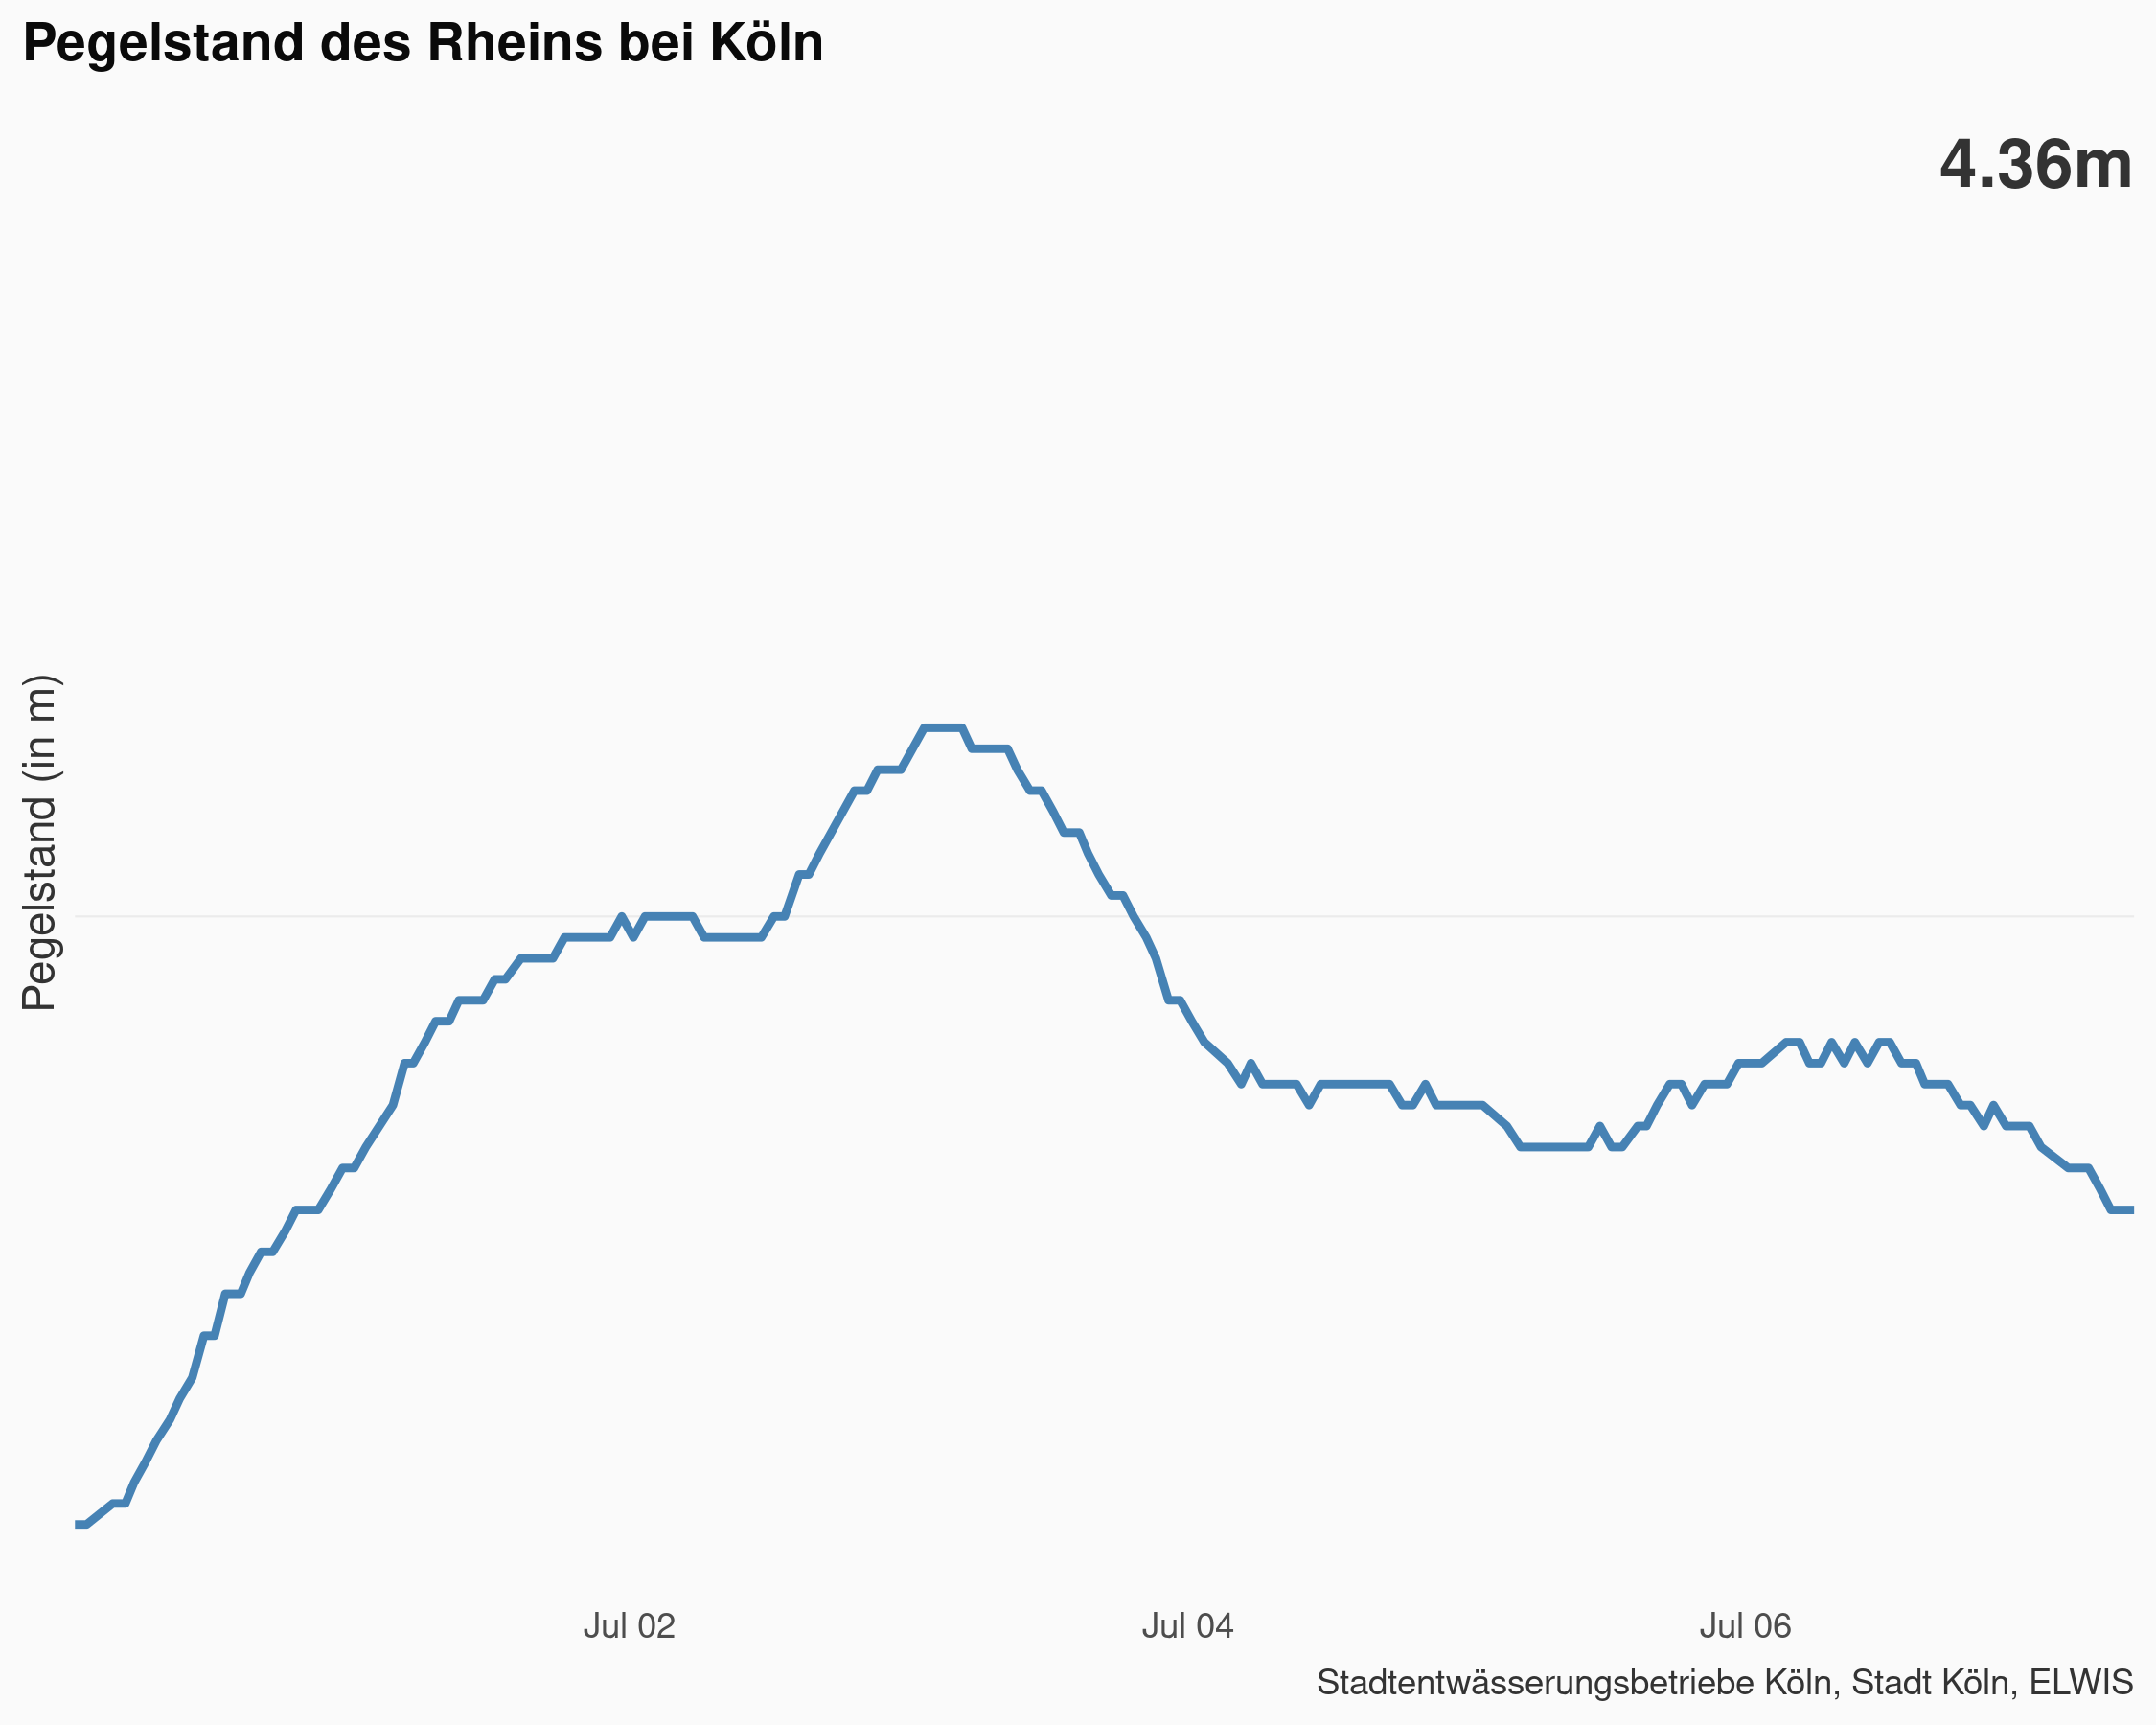 Pegelstand des Rheins bei Köln
4.36m
Pegelstand (in m)
Jul 02
Jul 04
Jul 06
Stadtentwässerungsbetriebe Köln, Stadt Köln, ELWIS